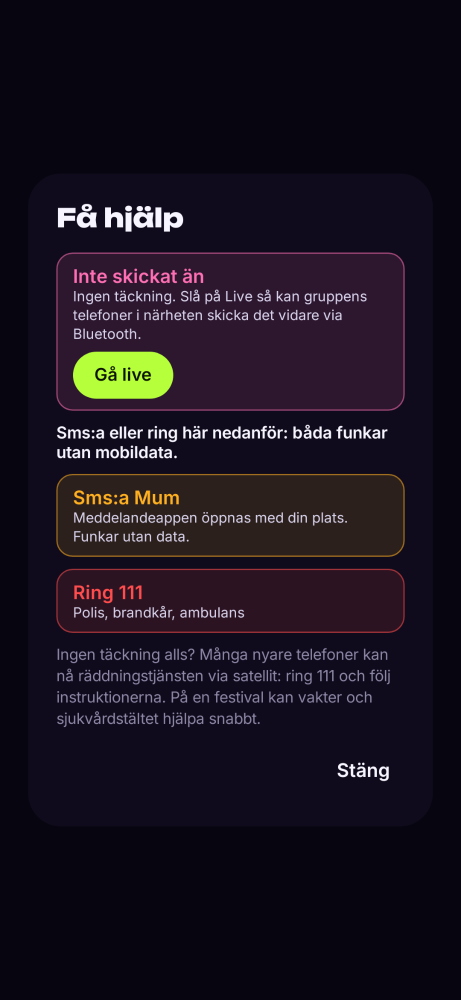 Få hjälp
Inte skickat än
Ingen täckning. Slå på Live så kan gruppens
telefoner i närheten skicka det vidare via
Bluetooth.
Gå live
Sms:a eller ring här nedanför: båda funkar
utan mobildata.
Sms:a Mum
Meddelandeappen öppnas med din plats.
Funkar utan data.
Ring 111
Polis, brandkår, ambulans
Ingen täckning alls? Många nyare telefoner kan
nå räddningstjänsten via satellit: ring 111 och följ
instruktionerna. På en festival kan vakter och
sjukvårdstältet hjälpa snabbt.
Stäng